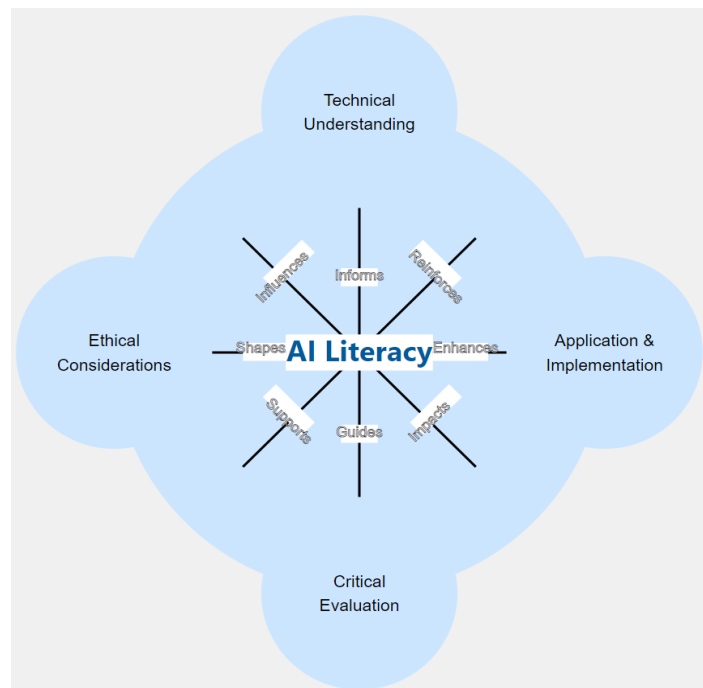 Technical
Understanding
Influences
Informs
Reinforces
Ethical
Considerations
Shapes
AI Literacy
Enhances
Application &
Implementation
Supports
Guides
Impacts
Critical
Evaluation